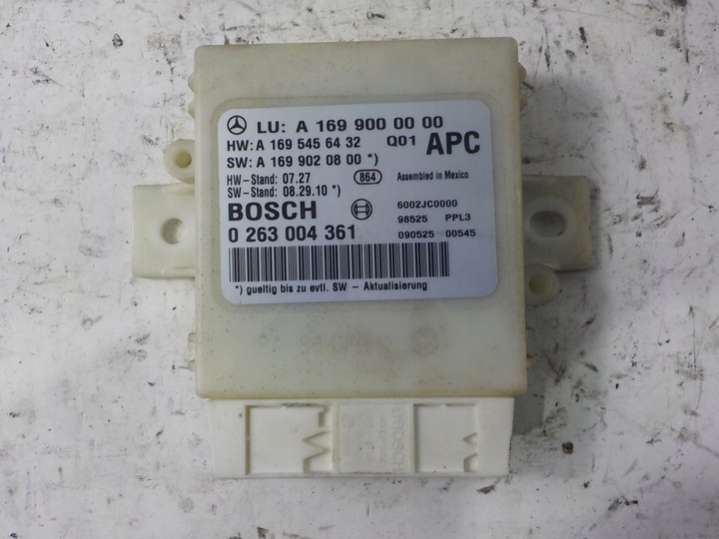 LU: A 169 900 00 00
HW: A 169 545 64 32 Q01 APC
SW: A 169 902 08 00 *)
HW-Stand: 07.27 864 Assembled in Mexico
SW-Stand: 08.29.10 *)
BOSCH 6002JC0000
98525 PPL3
0 263 004 361 090525 00545
*) gueltig bis zu evtl. SW - Aktualisierung